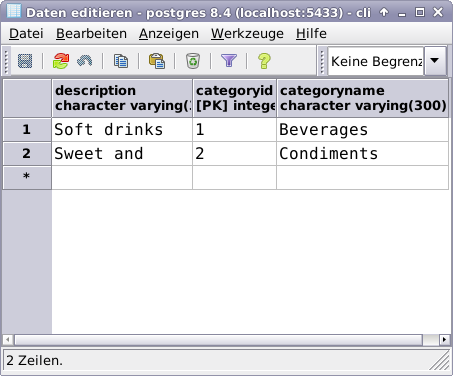 Daten editieren - postgres 8.4 (localhost:5433) - cli
Datei Bearbeiten Anzeigen Werkzeuge Hilfe
Keine Begrenz
description categoryid categoryname
character varying( [PK] intege character varying(300)
1 Soft drinks 1 Beverages
2 Sweet and 2 Condiments
*
2 Zeilen.